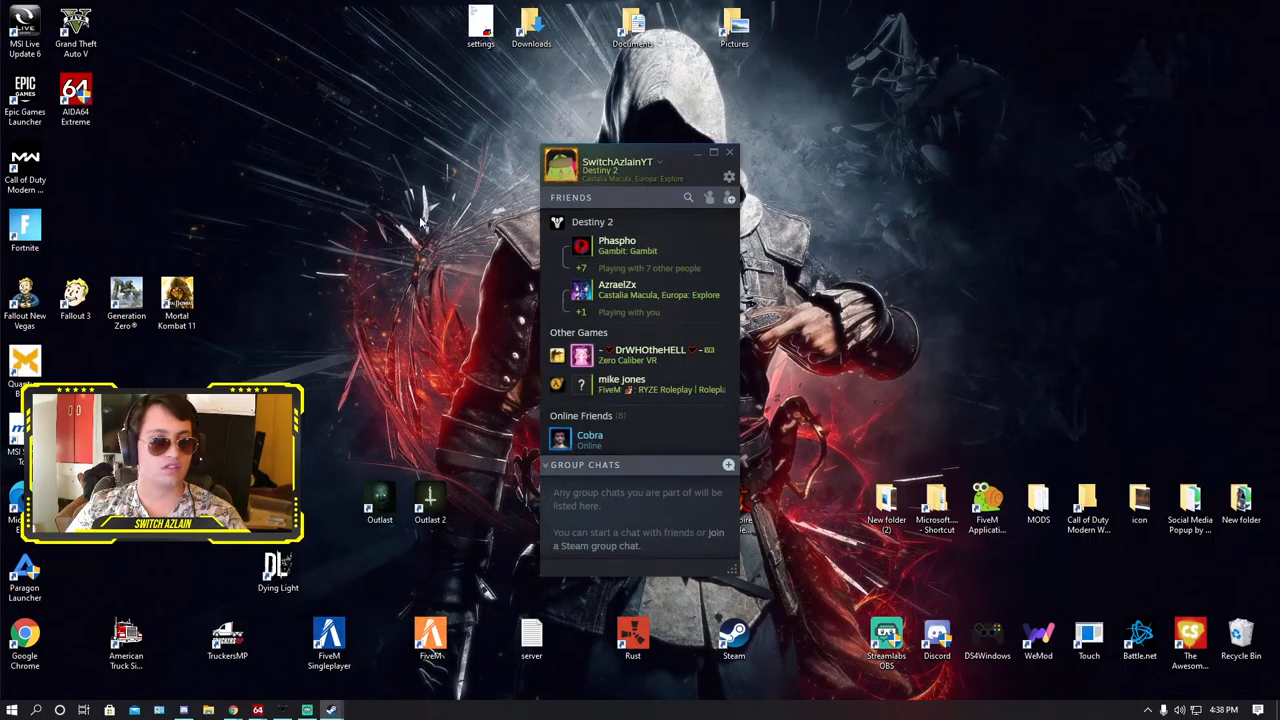 MSI Live
Update 6
Grand Theft
Auto V
settings
Downloads
Documents
Pictures
EPIC
GAMES
Epic Games
Launcher
64
AIDA64
Extreme
Call of Duty
Modern ...
Fortnite
Fallout New
Vegas
Fallout 3
Generation
Zero®
Mortal
Kombat 11
SwitchAzlainYT
Destiny 2
Castalia Macula, Europa: Explore
FRIENDS
Destiny 2
Phaspho
Gambit: Gambit
+7 Playing with 7 other people
AzraelZx
Castalia Macula, Europa: Explore
+1 Playing with you
Other Games
DrWHOtheHELL
Zero Caliber VR
mike jones
FiveM : RYZE Roleplay | Rolepla
Online Friends (8)
Cobra
Online
GROUP CHATS
Any group chats you are part of will be
listed here.
You can start a chat with friends or join
a Steam group chat.
SWITCH AZLAIN
Outlast
Outlast 2
New folder
(2)
Microsoft....
- Shortcut
FiveM
Applicati...
MODS
Call of Duty
Modern W...
icon
Social Media
Popup by ...
New folder
Paragon
Launcher
DL
Dying Light
Google
Chrome
American
Truck Si...
TruckersMP
FiveM
Singleplayer
FiveM
server
Rust
Steam
Streamlabs
OBS
Discord
DS4Windows
WeMod
Touch
Battle.net
The
Awesom...
Recycle Bin
4:38 PM